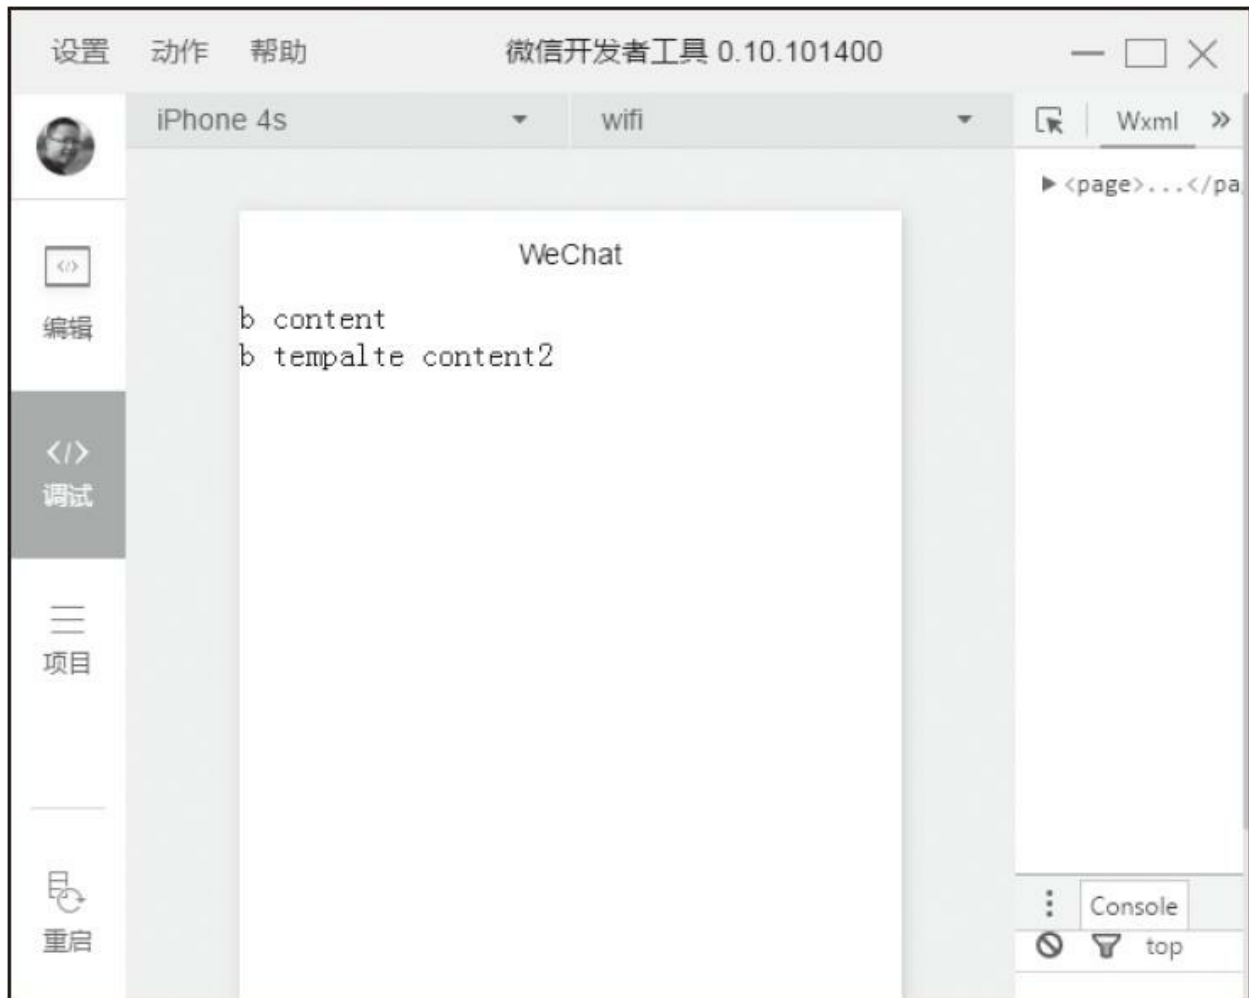 设置 动作 帮助 微信开发者工具 0.10.101400
iPhone 4s wifi Wxml »
▶<page>...</pa
WeChat
</>
编辑
b content
b tempalte content2
</>
调试
项目
重启
Console
top